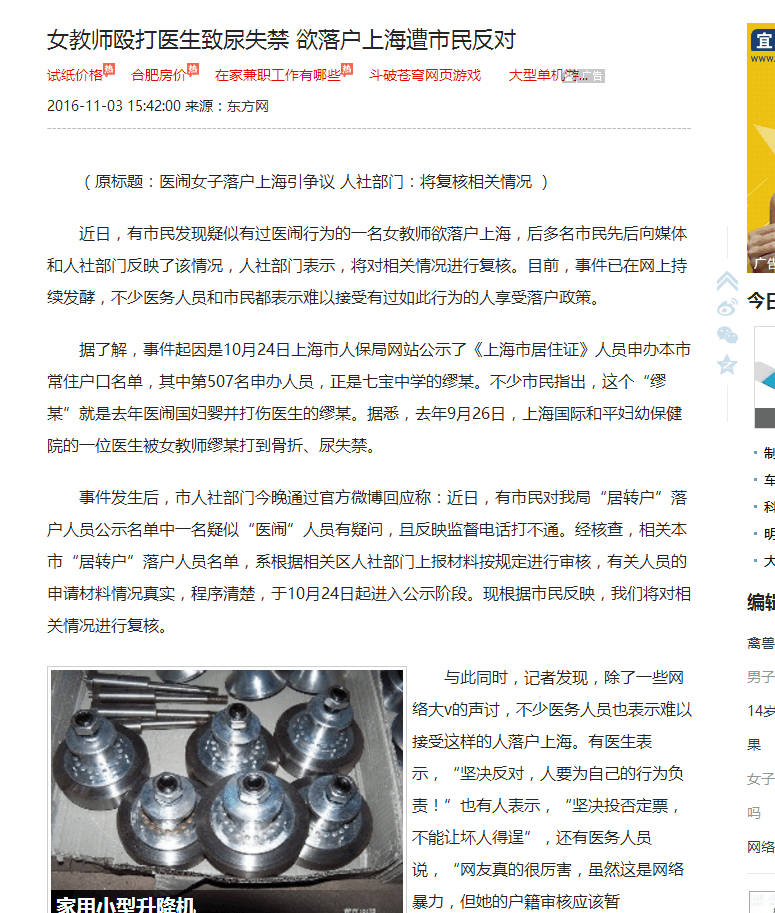 女教师殴打医生致尿失禁 欲落户上海遭市民反对
试纸价格热 合肥房价热 在家兼职工作有哪些热 斗破苍穹网页游戏 大型单机 广告
2016-11-03 15:42:00 来源：东方网
（ 原标题：医闹女子落户上海引争议 人社部门：将复核相关情况 ）
近日，有市民发现疑似有过医闹行为的一名女教师欲落户上海，后多名市民先后向媒体
和人社部门反映了该情况，人社部门表示，将对相关情况进行复核。目前，事件已在网上持
续发酵，不少医务人员和市民都表示难以接受有过如此行为的人享受落户政策。
据了解，事件起因是10月24日上海市人保局网站公示了《上海市居住证》人员申办本市
常住户口名单，其中第507名申办人员，正是七宝中学的缪某。不少市民指出，这个“缪
某”就是去年医闹国妇婴并打伤医生的缪某。据悉，去年9月26日，上海国际和平妇幼保健
院的一位医生被女教师缪某打到骨折、尿失禁。
事件发生后，市人社部门今晚通过官方微博回应称：近日，有市民对我局“居转户”落
户人员公示名单中一名疑似“医闹”人员有疑问，且反映监督电话打不通。经核查，相关本
市“居转户”落户人员名单，系根据相关区人社部门上报材料按规定进行审核，有关人员的
申请材料情况真实，程序清楚，于10月24日起进入公示阶段。现根据市民反映，我们将对相
关情况进行复核。
与此同时，记者发现，除了一些网
络大v的声讨，不少医务人员也表示难以
接受这样的人落户上海。有医生表
示，“坚决反对，人要为自己的行为负
责！”也有人表示，“坚决投否定票，
不能让坏人得逞”，还有医务人员
说，“网友真的很厉害，虽然这是网络
暴力，但她的户籍审核应该暂
家用小型升降机
宜
www.
广告
今日
制
车
科
明
大
编辑
禽兽
男子
14岁
果
女子
吗
网络